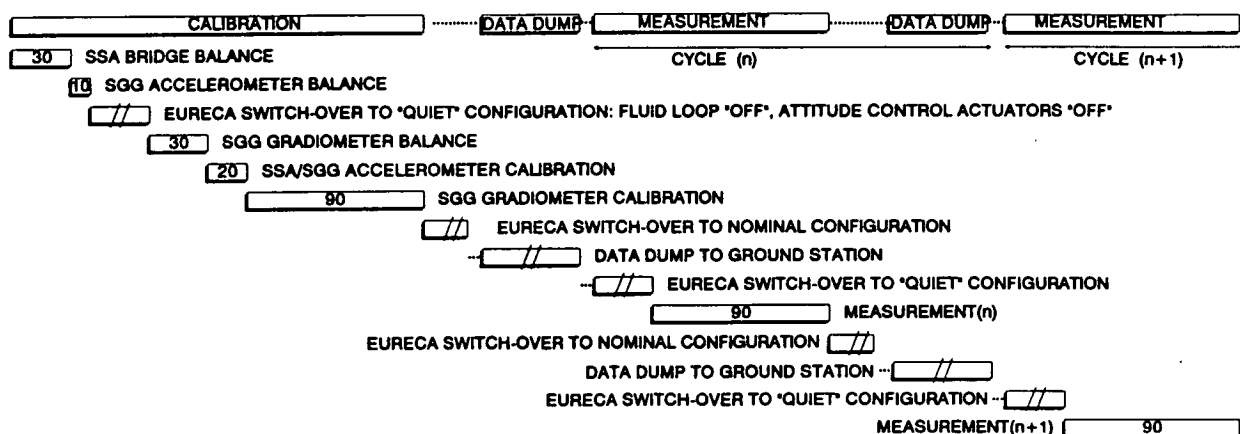 CALIBRATION DATA DUMP MEASUREMENT DATA DUMP MEASUREMENT
30 SSA BRIDGE BALANCE CYCLE (n) CYCLE (n+1)
10 SGG ACCELEROMETER BALANCE
EURECA SWITCH-OVER TO "QUIET" CONFIGURATION: FLUID LOOP "OFF", ATTITUDE CONTROL ACTUATORS "OFF"
30 SGG GRADIOMETER BALANCE
20 SSA/SGG ACCELEROMETER CALIBRATION
90 SGG GRADIOMETER CALIBRATION
EURECA SWITCH-OVER TO NOMINAL CONFIGURATION
DATA DUMP TO GROUND STATION
EURECA SWITCH-OVER TO "QUIET" CONFIGURATION
90 MEASUREMENT(n)
EURECA SWITCH-OVER TO NOMINAL CONFIGURATION
DATA DUMP TO GROUND STATION
EURECA SWITCH-OVER TO "QUIET" CONFIGURATION
MEASUREMENT(n+1) 90